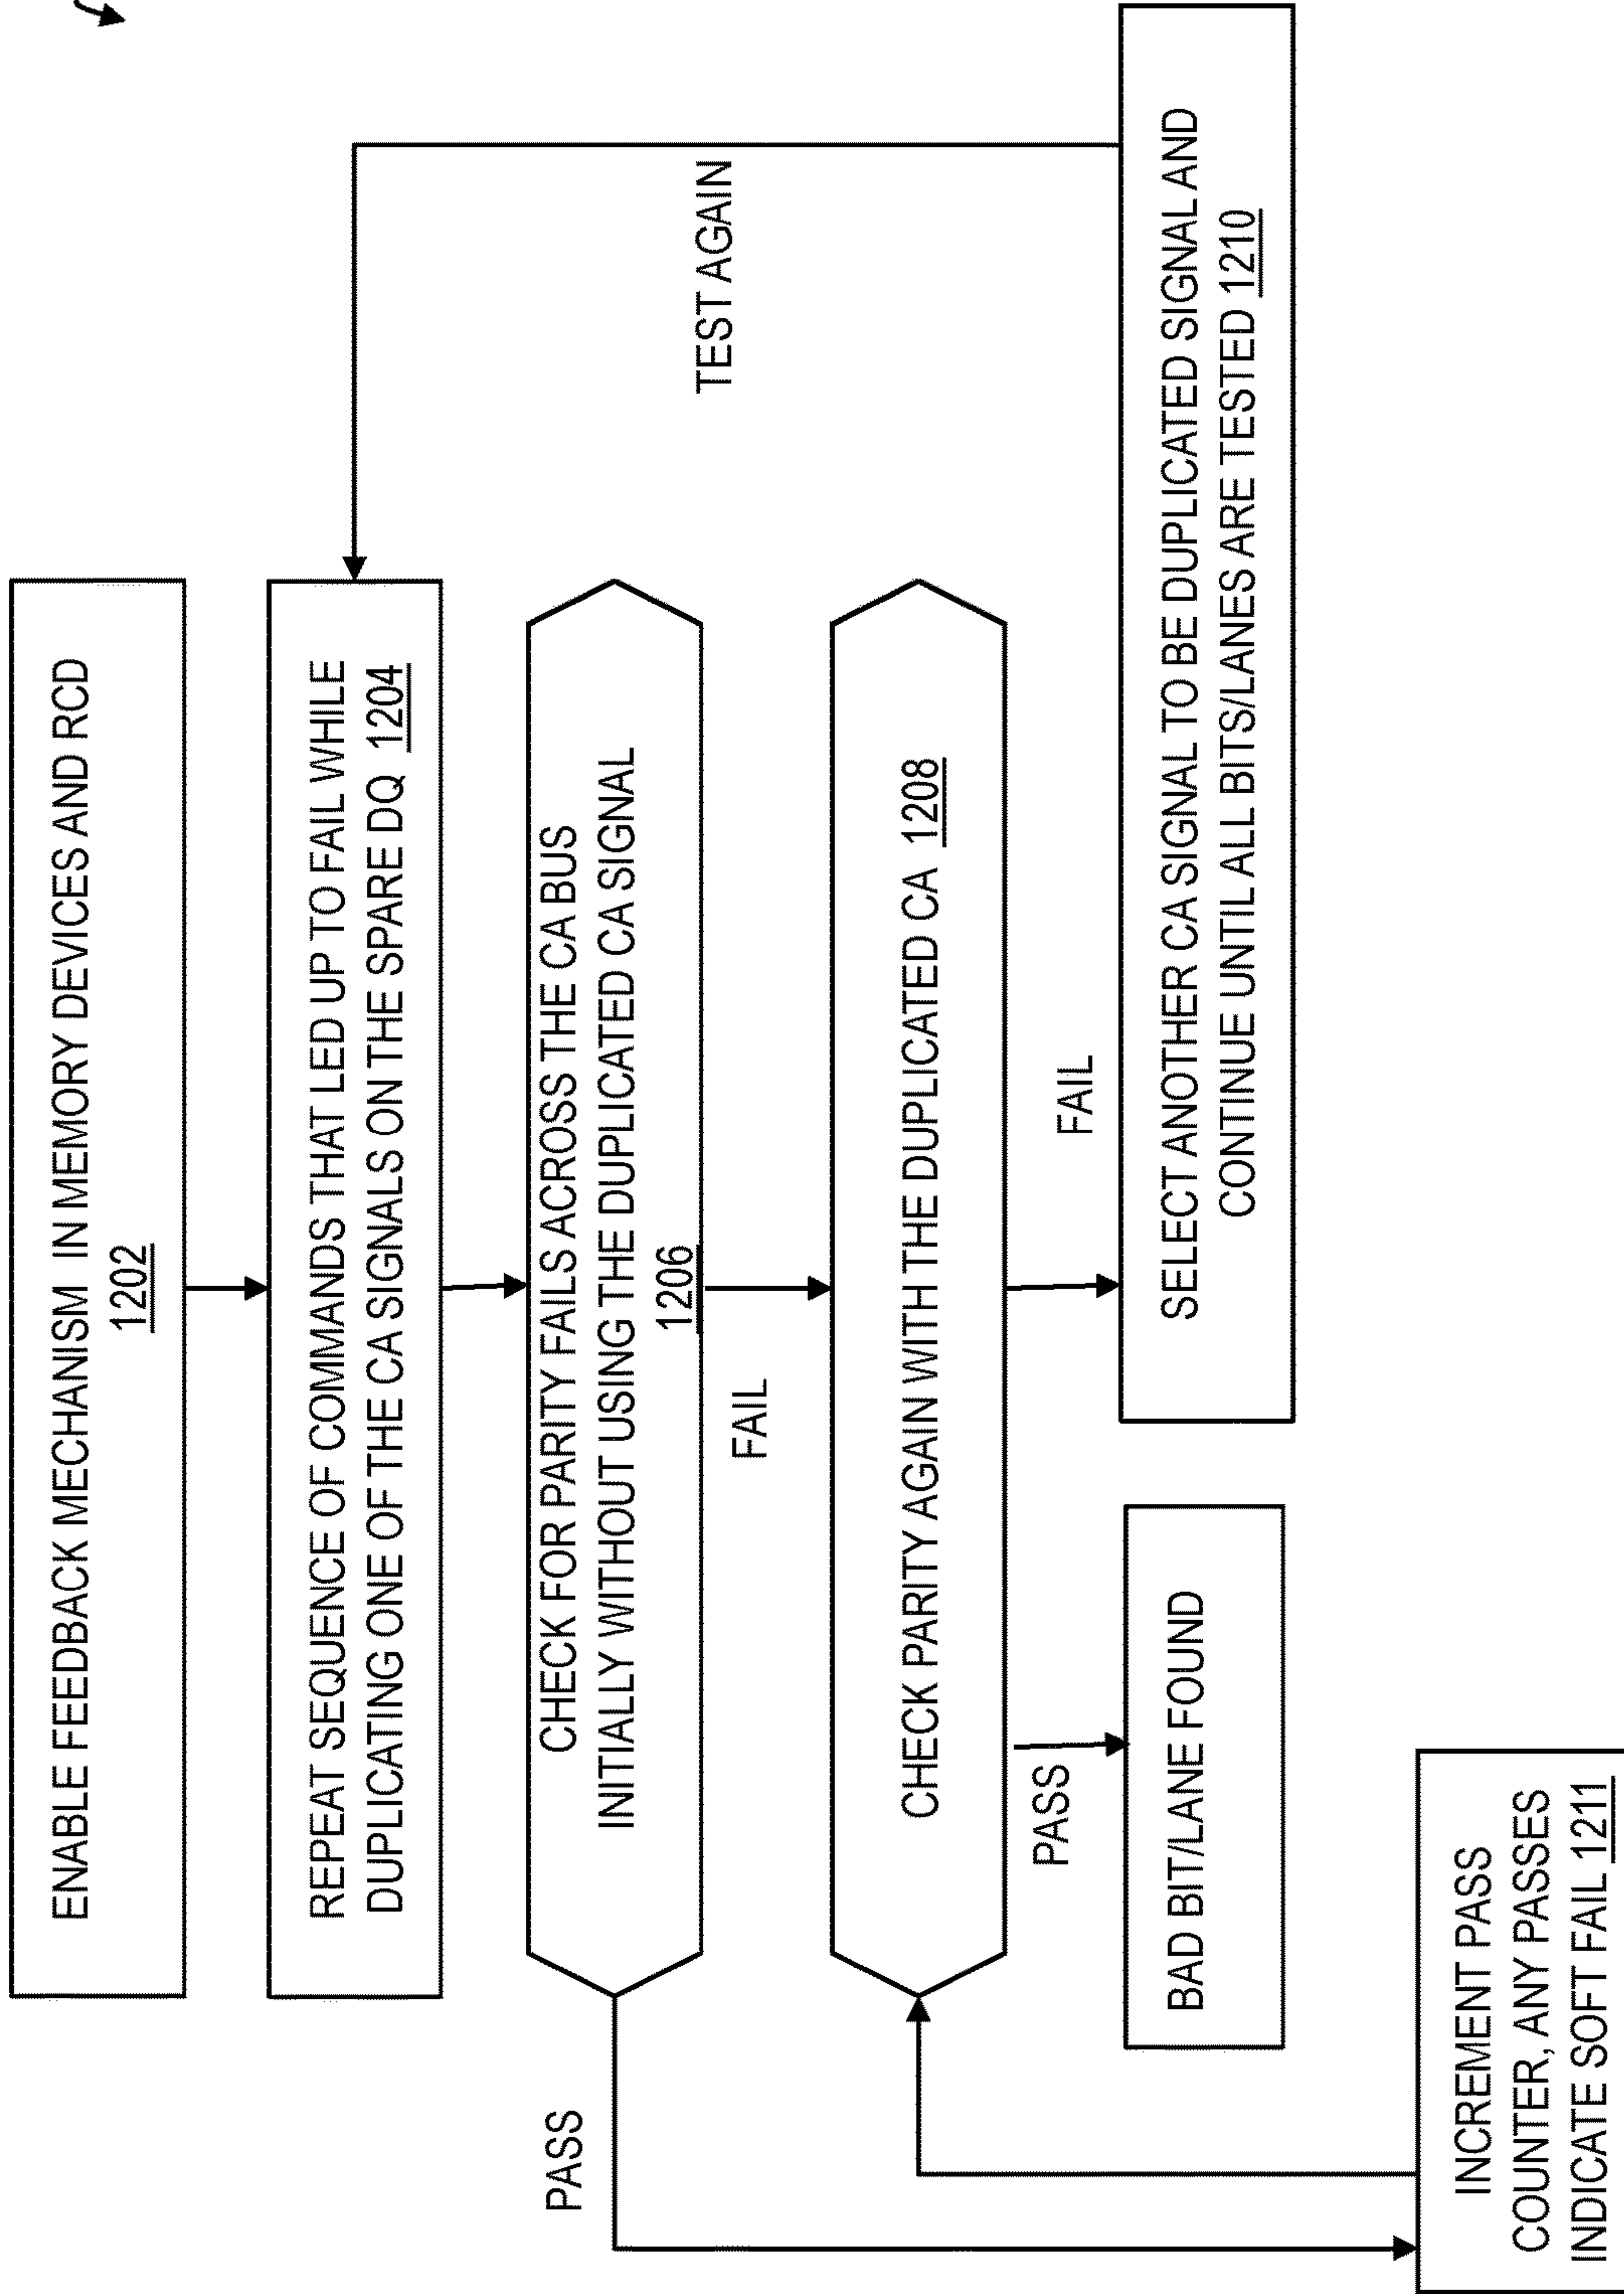 ENABLE FEEDBACK MECHANISM IN MEMORY DEVICES AND RCD
1202
REPEAT SEQUENCE OF COMMANDS THAT LED UP TO FAIL WHILE
DUPLICATING ONE OF THE CA SIGNALS ON THE SPARE DQ 1204
CHECK FOR PARITY FAILS ACROSS THE CA BUS
INITIALLY WITHOUT USING THE DUPLICATED CA SIGNAL
1206
PASS
FAIL
TEST AGAIN
CHECK PARITY AGAIN WITH THE DUPLICATED CA 1208
PASS
FAIL
BAD BIT/LANE FOUND
SELECT ANOTHER CA SIGNAL TO BE DUPLICATED SIGNAL AND
CONTINUE UNTIL ALL BITS/LANES ARE TESTED 1210
INCREMENT PASS
COUNTER, ANY PASSES
INDICATE SOFT FAIL 1211